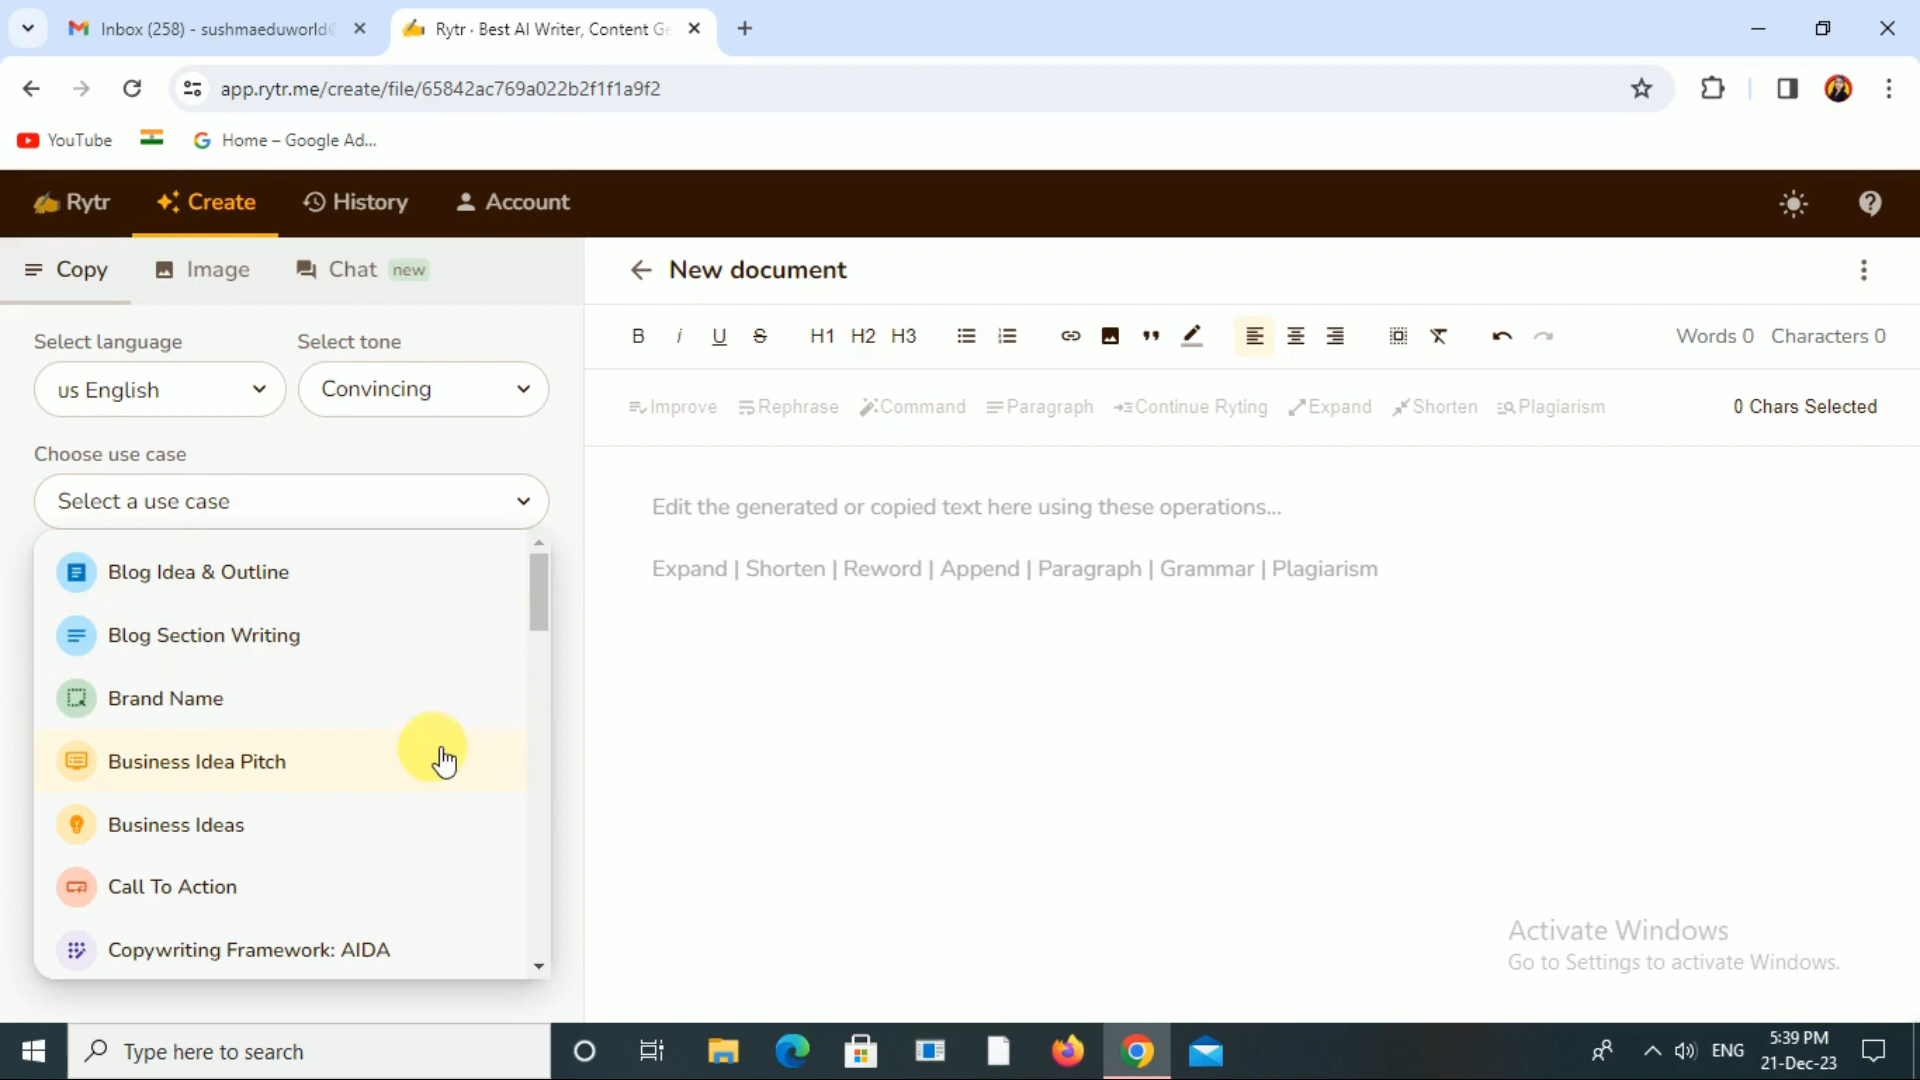 Inbox (258) - sushmaeduworld
Rytr · Best AI Writer, Content Ge
app.rytr.me/create/file/65842ac769a022b2f1f1a9f2
YouTube
Home – Google Ad...
Rytr
Create
History
Account
Copy
Image
Chat new
New document
Select language
Select tone
us English
Convincing
B i U S H1 H2 H3
Words 0 Characters 0
Improve Rephrase Command Paragraph Continue Ryting Expand Shorten Plagiarism
0 Chars Selected
Choose use case
Select a use case
Edit the generated or copied text here using these operations...
Expand | Shorten | Reword | Append | Paragraph | Grammar | Plagiarism
Blog Idea & Outline
Blog Section Writing
Brand Name
Business Idea Pitch
Business Ideas
Call To Action
Copywriting Framework: AIDA
Activate Windows
Go to Settings to activate Windows.
Type here to search
ENG
5:39 PM
21-Dec-23